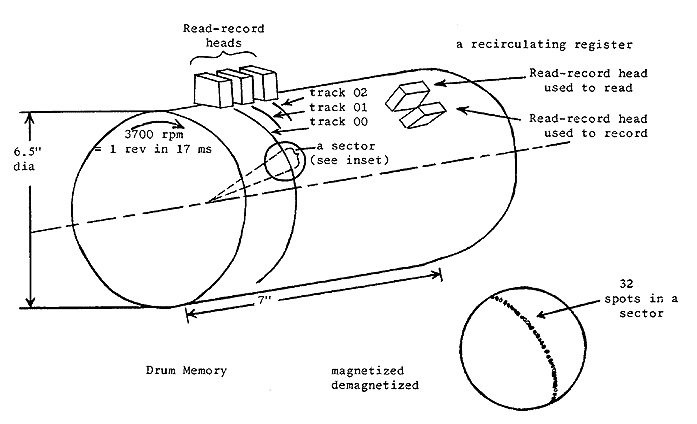 Read-record
heads
a recirculating register
Read-record head
used to read
track 02
track 01
track 00
Read-record head
used to record
3700 rpm
= 1 rev in 17 ms
6.5"
dia
a sector
(see inset)
7"
32
spots in a
sector
Drum Memory
magnetized
demagnetized